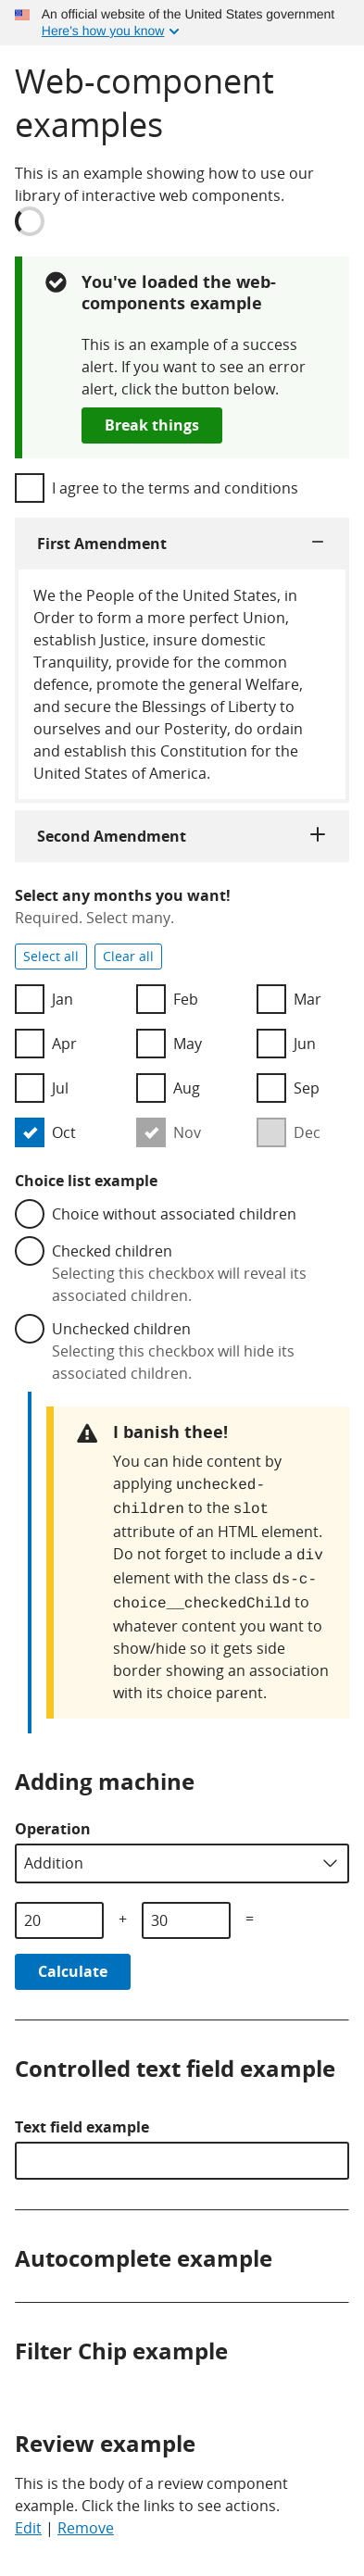 An official website of the United States government
Here's how you know
Web-component
examples
This is an example showing how to use our
library of interactive web components.
You've loaded the web-
components example
This is an example of a success
alert. If you want to see an error
alert, click the button below.
Break things
I agree to the terms and conditions
First Amendment
We the People of the United States, in
Order to form a more perfect Union,
establish Justice, insure domestic
Tranquility, provide for the common
defence, promote the general Welfare,
and secure the Blessings of Liberty to
ourselves and our Posterity, do ordain
and establish this Constitution for the
United States of America.
Second Amendment
Select any months you want!
Required. Select many.
Select all Clear all
Jan Feb Mar
Apr May Jun
Jul Aug Sep
Oct Nov Dec
Choice list example
Choice without associated children
Checked children
Selecting this checkbox will reveal its
associated children.
Unchecked children
Selecting this checkbox will hide its
associated children.
I banish thee!
You can hide content by
applying unchecked-
children to the slot
attribute of an HTML element.
Do not forget to include a div
element with the class ds-c-
choice__checkedChild to
whatever content you want to
show/hide so it gets side
border showing an association
with its choice parent.
Adding machine
Operation
Addition
20 + 30 =
Calculate
Controlled text field example
Text field example
Autocomplete example
Filter Chip example
Review example
This is the body of a review component
example. Click the links to see actions.
Edit | Remove